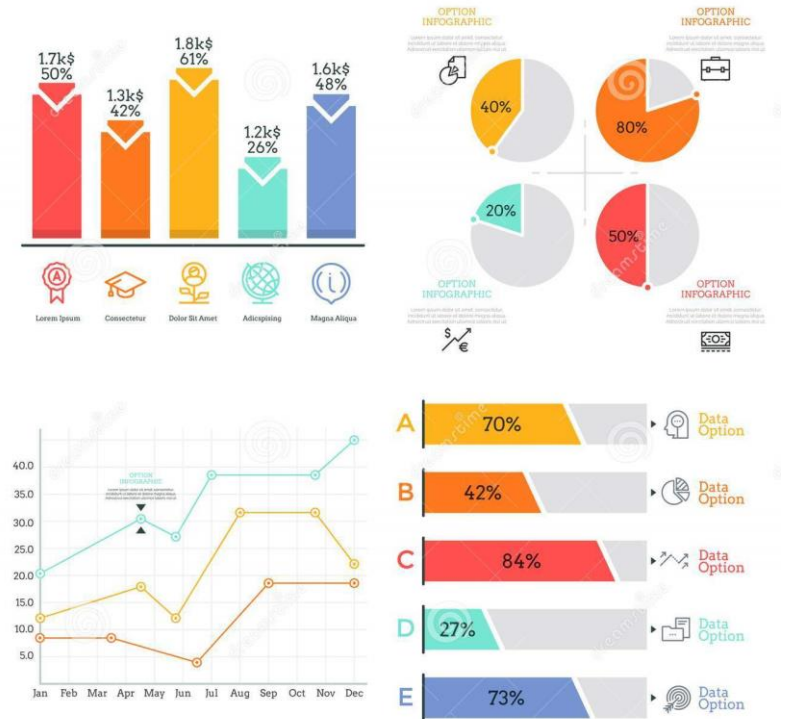 1.7k$
50%
1.3k$
42%
1.8k$
61%
1.2k$
26%
1.6k$
48%
Lorem Ipsum
Consectetur
Dolor Sit Amet
Adicspising
Magna Aliqua
OPTION
INFOGRAPHIC
OPTION
INFOGRAPHIC
40%
80%
20%
50%
OPTION
INFOGRAPHIC
OPTION
INFOGRAPHIC
$
€
40.0
35.0
30.0
25.0
20.0
15.0
10.0
5.0
OPTION
INFOGRAPHIC
Jan Feb Mar Apr May Jun Jul Aug Sep Oct Nov Dec
A 70% Data
Option
B 42% Data
Option
C 84% Data
Option
D 27% Data
Option
E 73% Data
Option
dreamstime